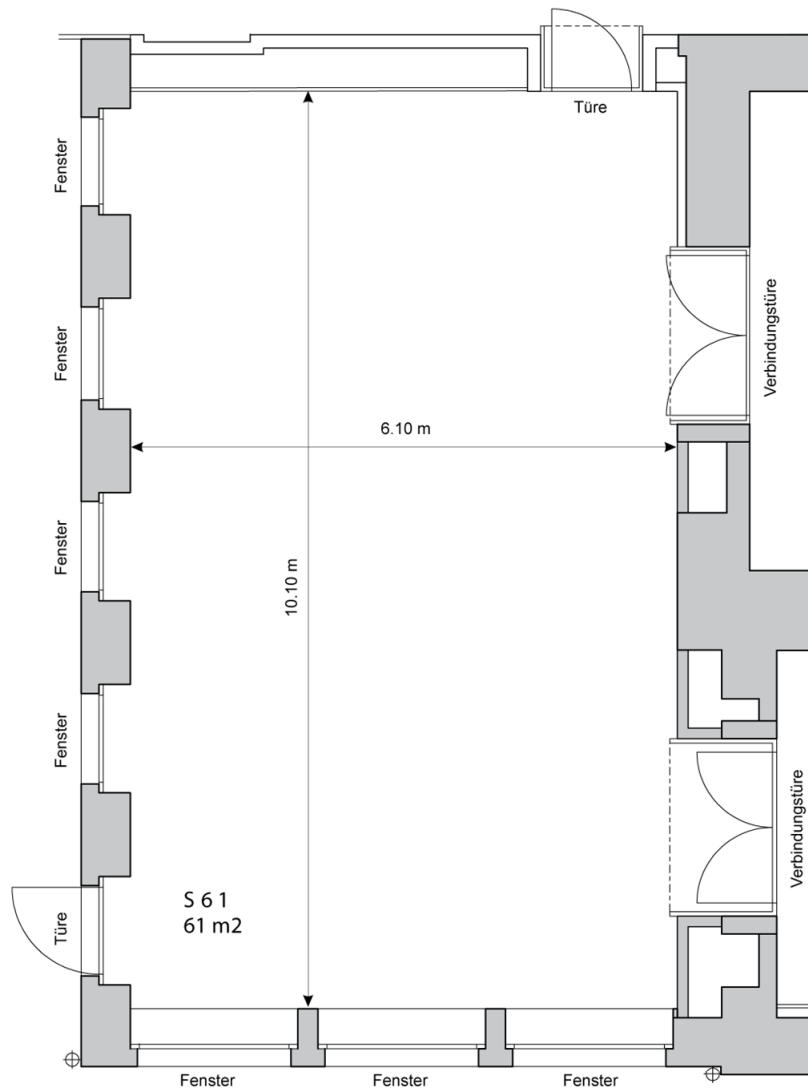 Türe
Fenster
Verbindungstüre
Fenster
6.10 m
Fenster
10.10 m
Fenster
Verbindungstüre
S 6 1
61 m2
Türe
Fenster
Fenster
Fenster